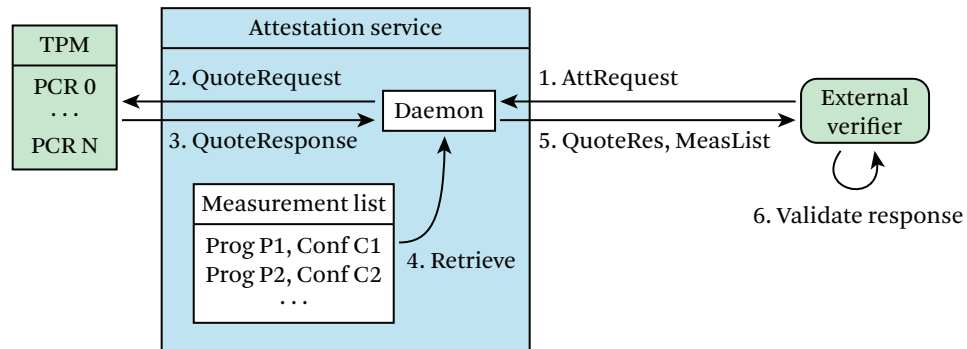 Attestation service
TPM
PCR 0
...
PCR N
2. QuoteRequest
3. QuoteResponse
Daemon
1. AttRequest
5. QuoteRes, MeasList
External
verifier
6. Validate response
Measurement list
Prog P1, Conf C1
Prog P2, Conf C2
...
4. Retrieve